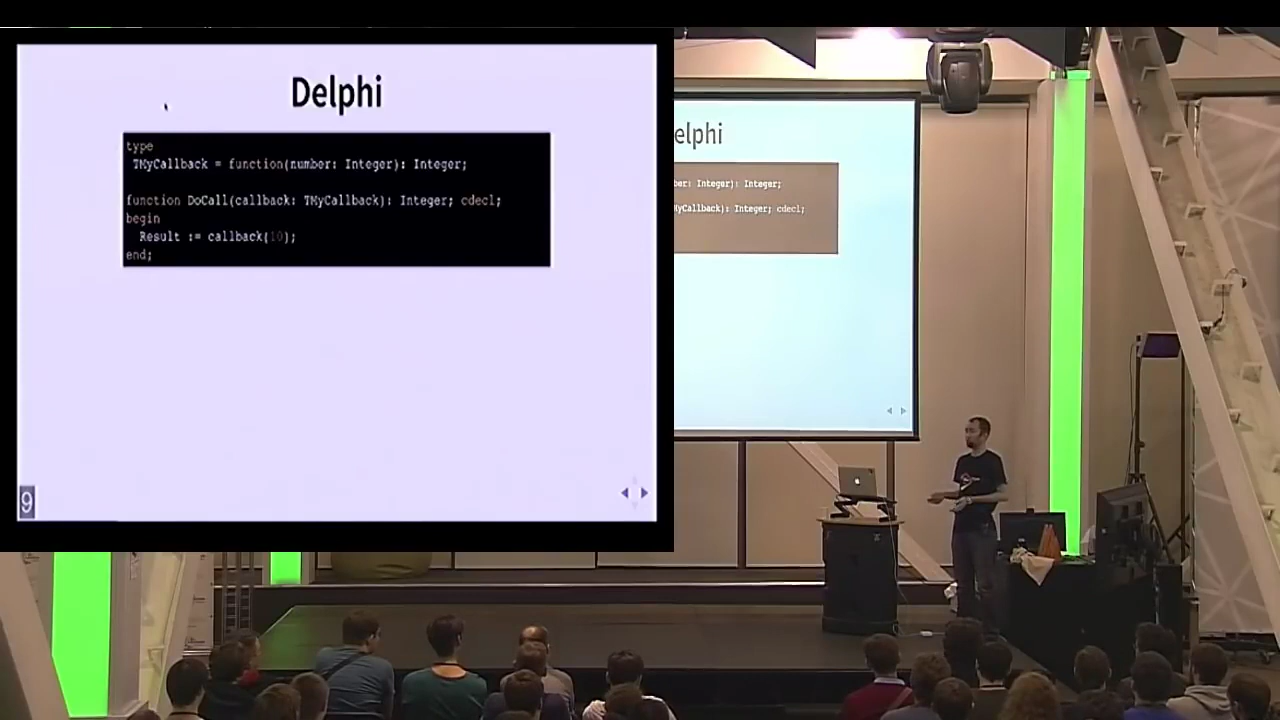 Delphi
type
TMyCallback = function(number: Integer): Integer;
function DoCall(callback: TMyCallback): Integer; cdecl;
begin
Result := callback(10);
end;
9
elphi
ber: Integer): Integer;
MyCallback): Integer; cdecl;